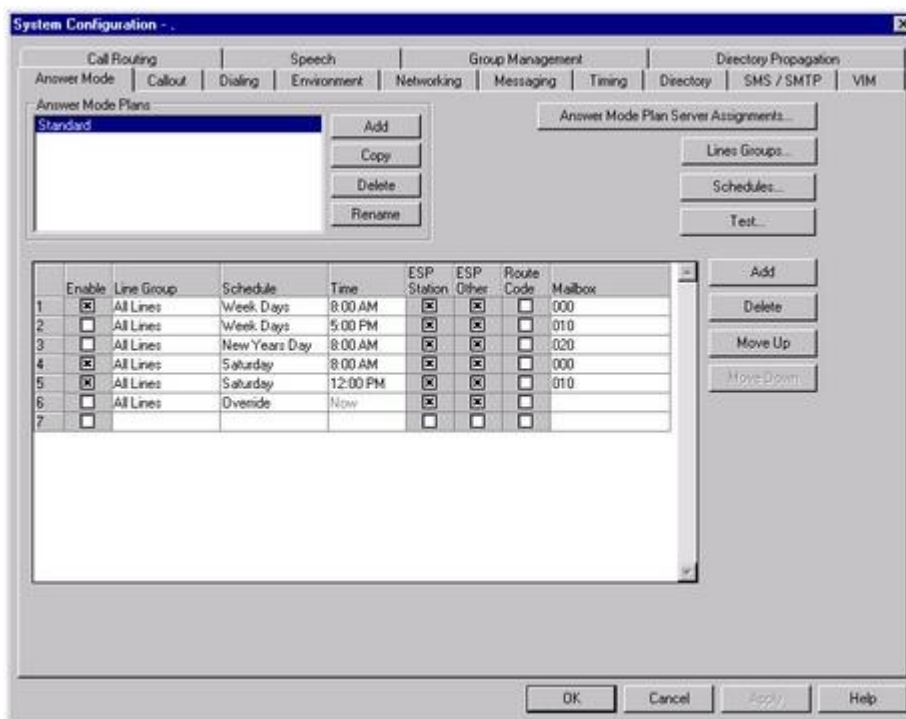 System Configuration - .
Call Routing Speech Group Management Directory Propagation
Answer Mode Callout Dialing Environment Networking Messaging Timing Directory SMS / SMTP VIM
Answer Mode Plans
Standard
Add
Copy
Delete
Rename
Answer Mode Plan Server Assignments...
Lines Groups...
Schedules...
Test...
Enable Line Group Schedule Time ESP Station ESP Other Route Code Mailbox
1 All Lines Week Days 8:00 AM 000
2 All Lines Week Days 5:00 PM 010
3 All Lines New Years Day 8:00 AM 020
4 All Lines Saturday 8:00 AM 000
5 All Lines Saturday 12:00 PM 010
6 All Lines Override Now
7
Add
Delete
Move Up
Move Down
OK Cancel Apply Help